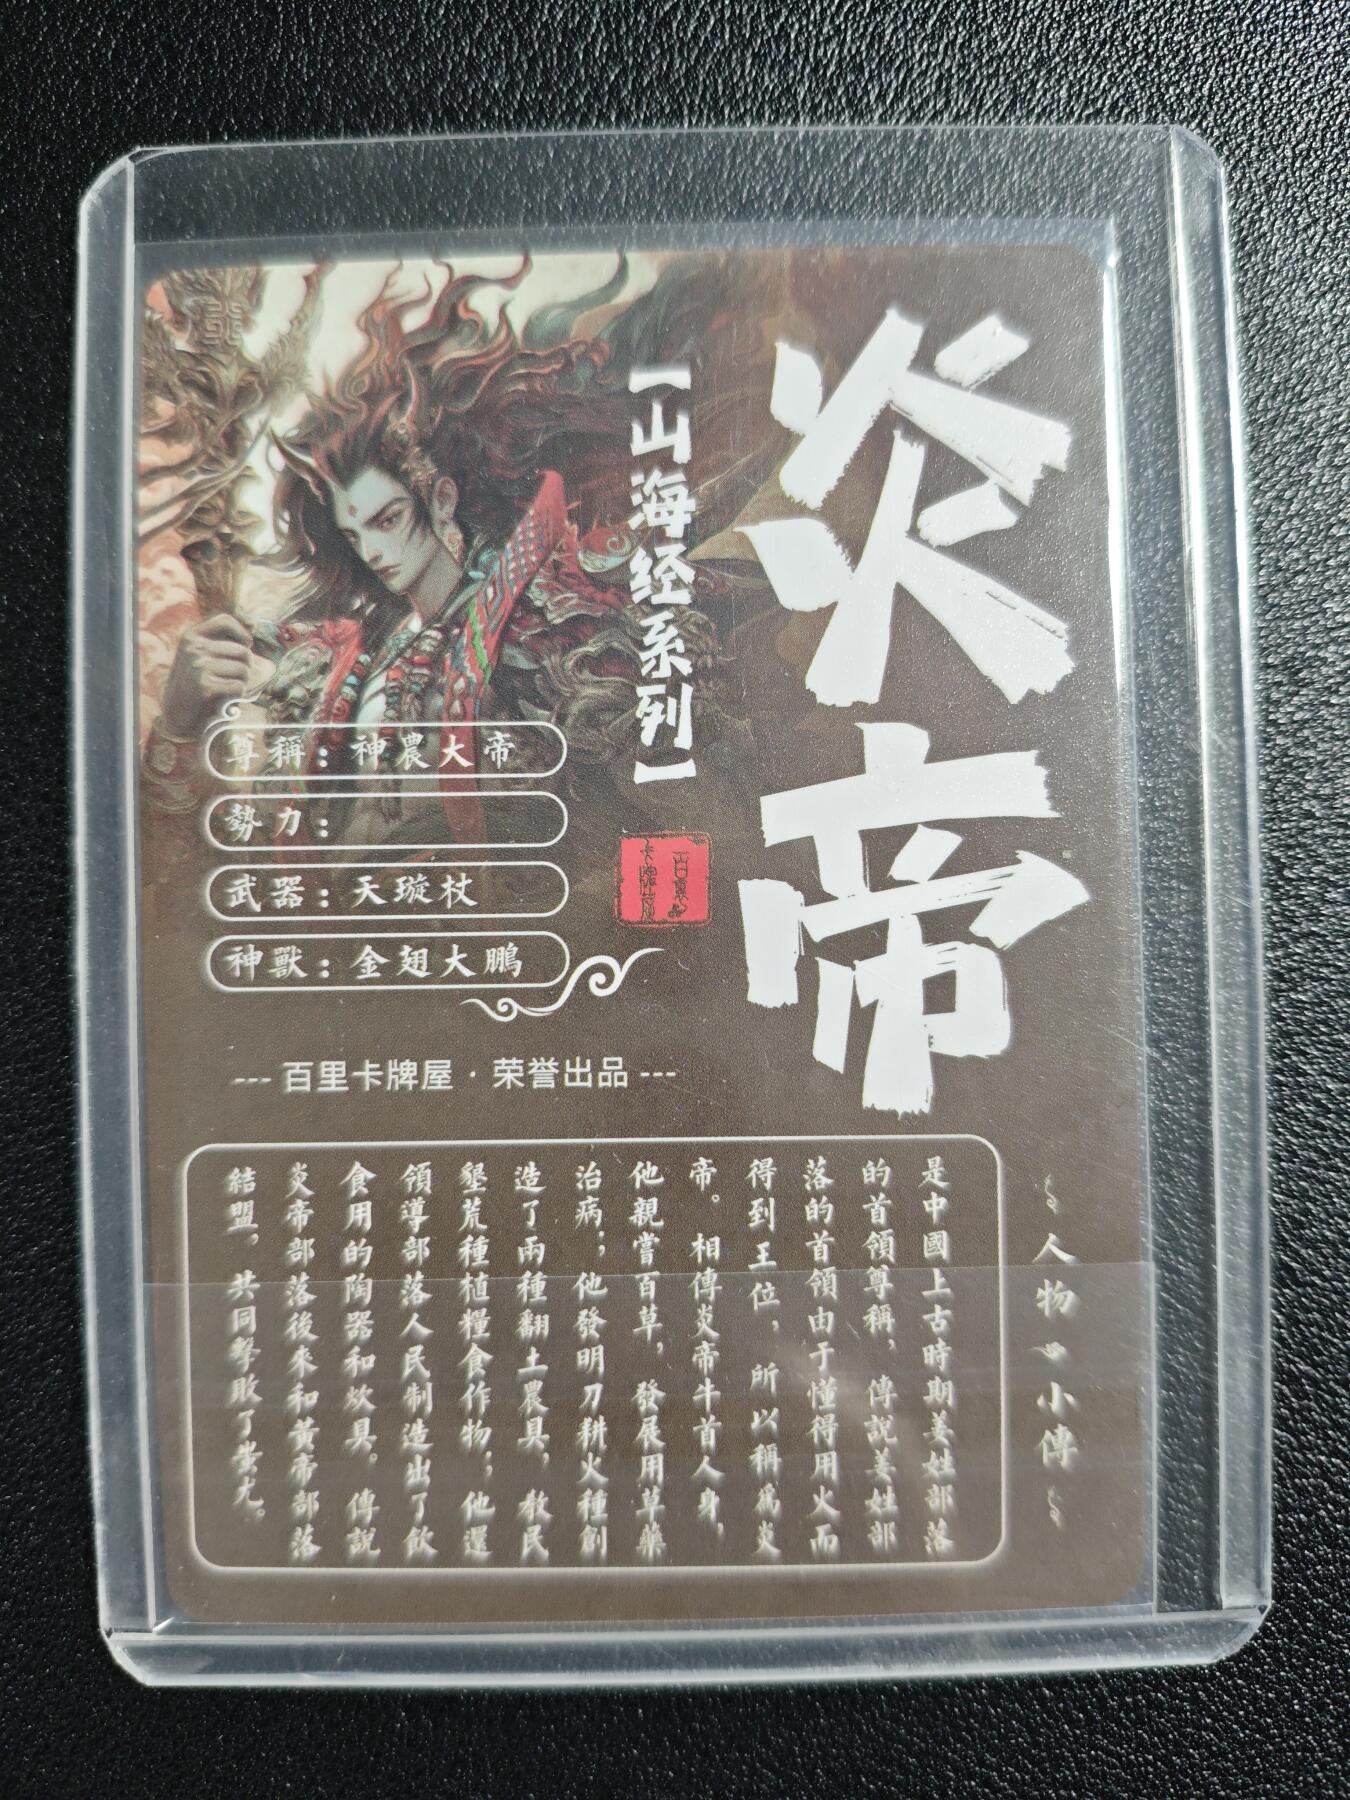 炎帝
【山海经系列】
百里
卡牌屋
尊稱：神農大帝
勢力：
武器：天璇杖
神獸：金翅大鵬
--- 百里卡牌屋 · 荣誉出品 ---
人物 小傳
是中國上古時期姜姓部落
的首領尊稱，傳說姜姓部
落的首領由于懂得用火而
得到王位，所以稱爲炎
帝。相傳炎帝牛首人身，
他親嘗百草，發展用草藥
治病；他發明刀耕火種創
造了兩種翻土農具，教民
墾荒種植糧食作物；他還
領導部落人民制造出了飲
食用的陶器和炊具。傳說
炎帝部落後來和黃帝部落
結盟，共同擊敗了蚩尤。